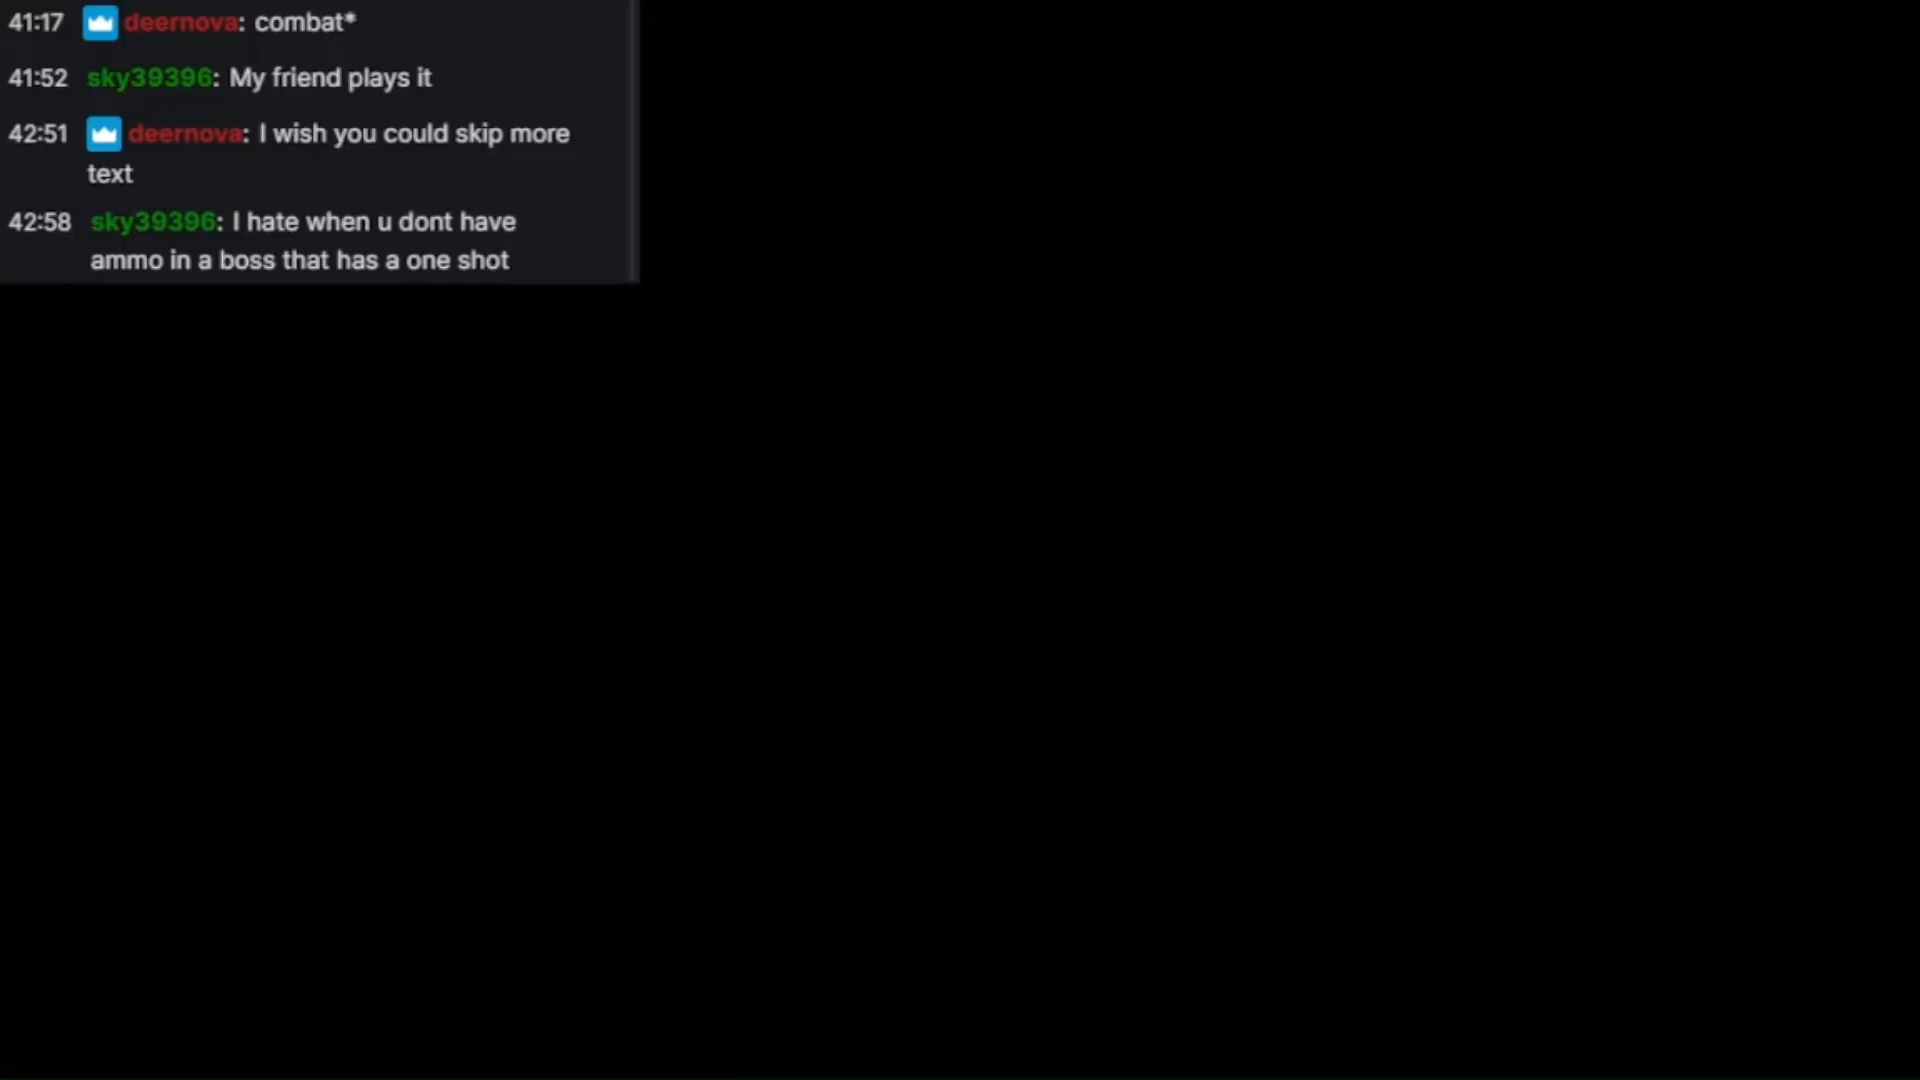 41:17 deernova: combat*
41:52 sky39396: My friend plays it
42:51 deernova: I wish you could skip more
text
42:58 sky39396: I hate when u dont have
ammo in a boss that has a one shot